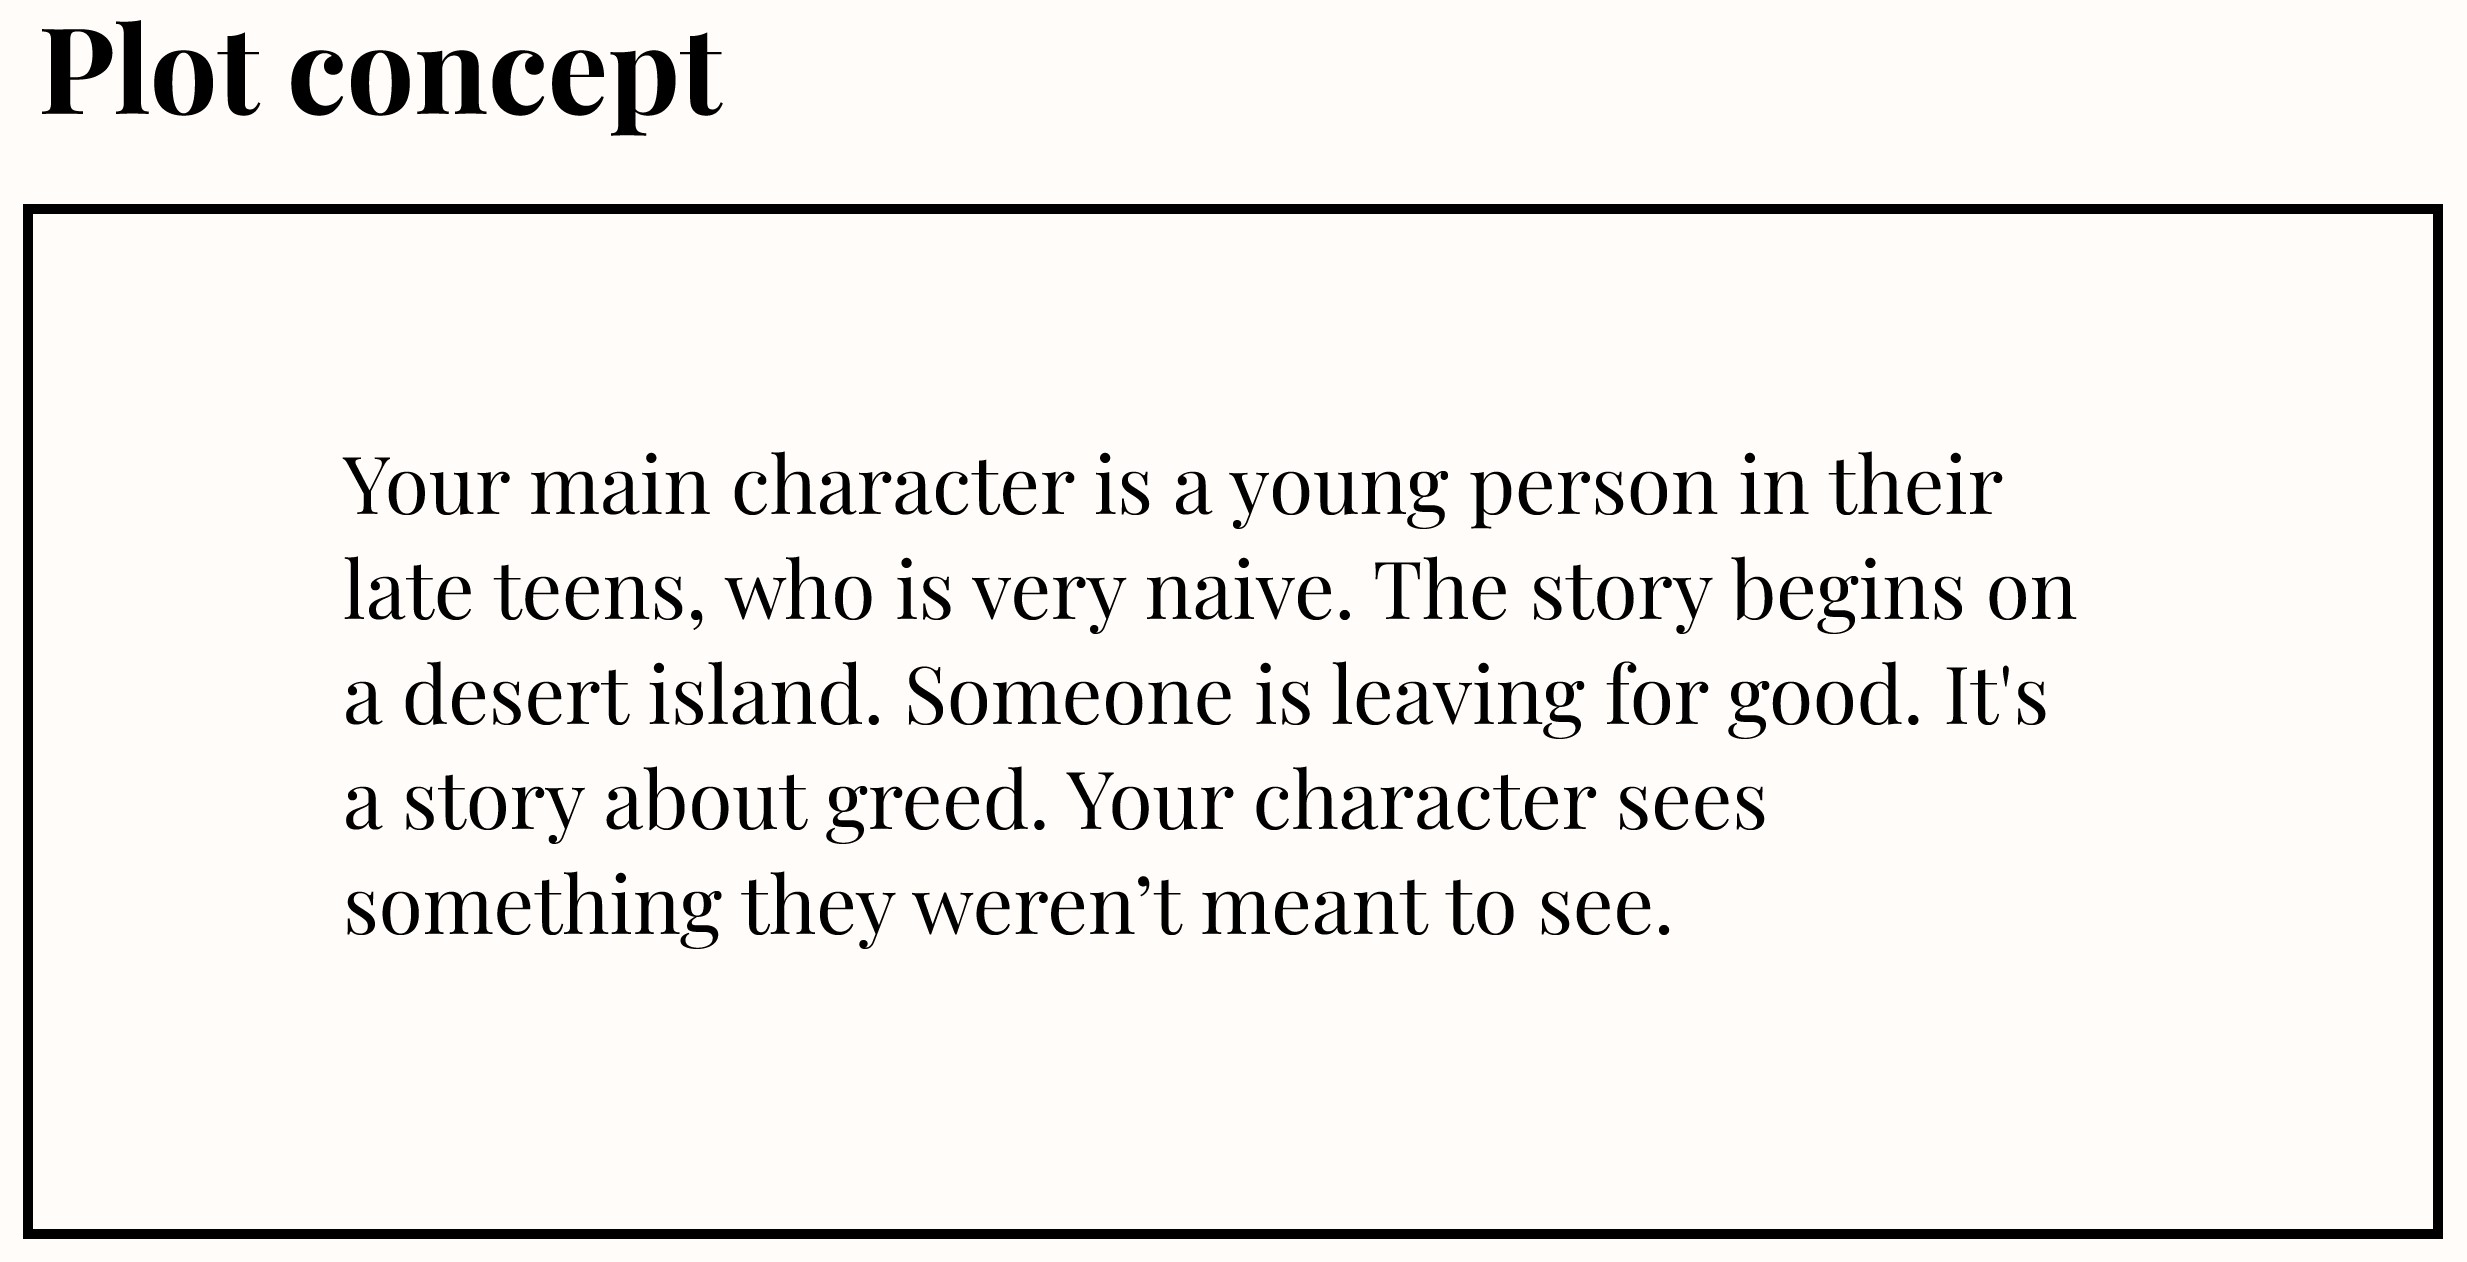 Plot concept
Your main character is a young person in their
late teens, who is very naive. The story begins on
a desert island. Someone is leaving for good. It's
a story about greed. Your character sees
something they weren’t meant to see.